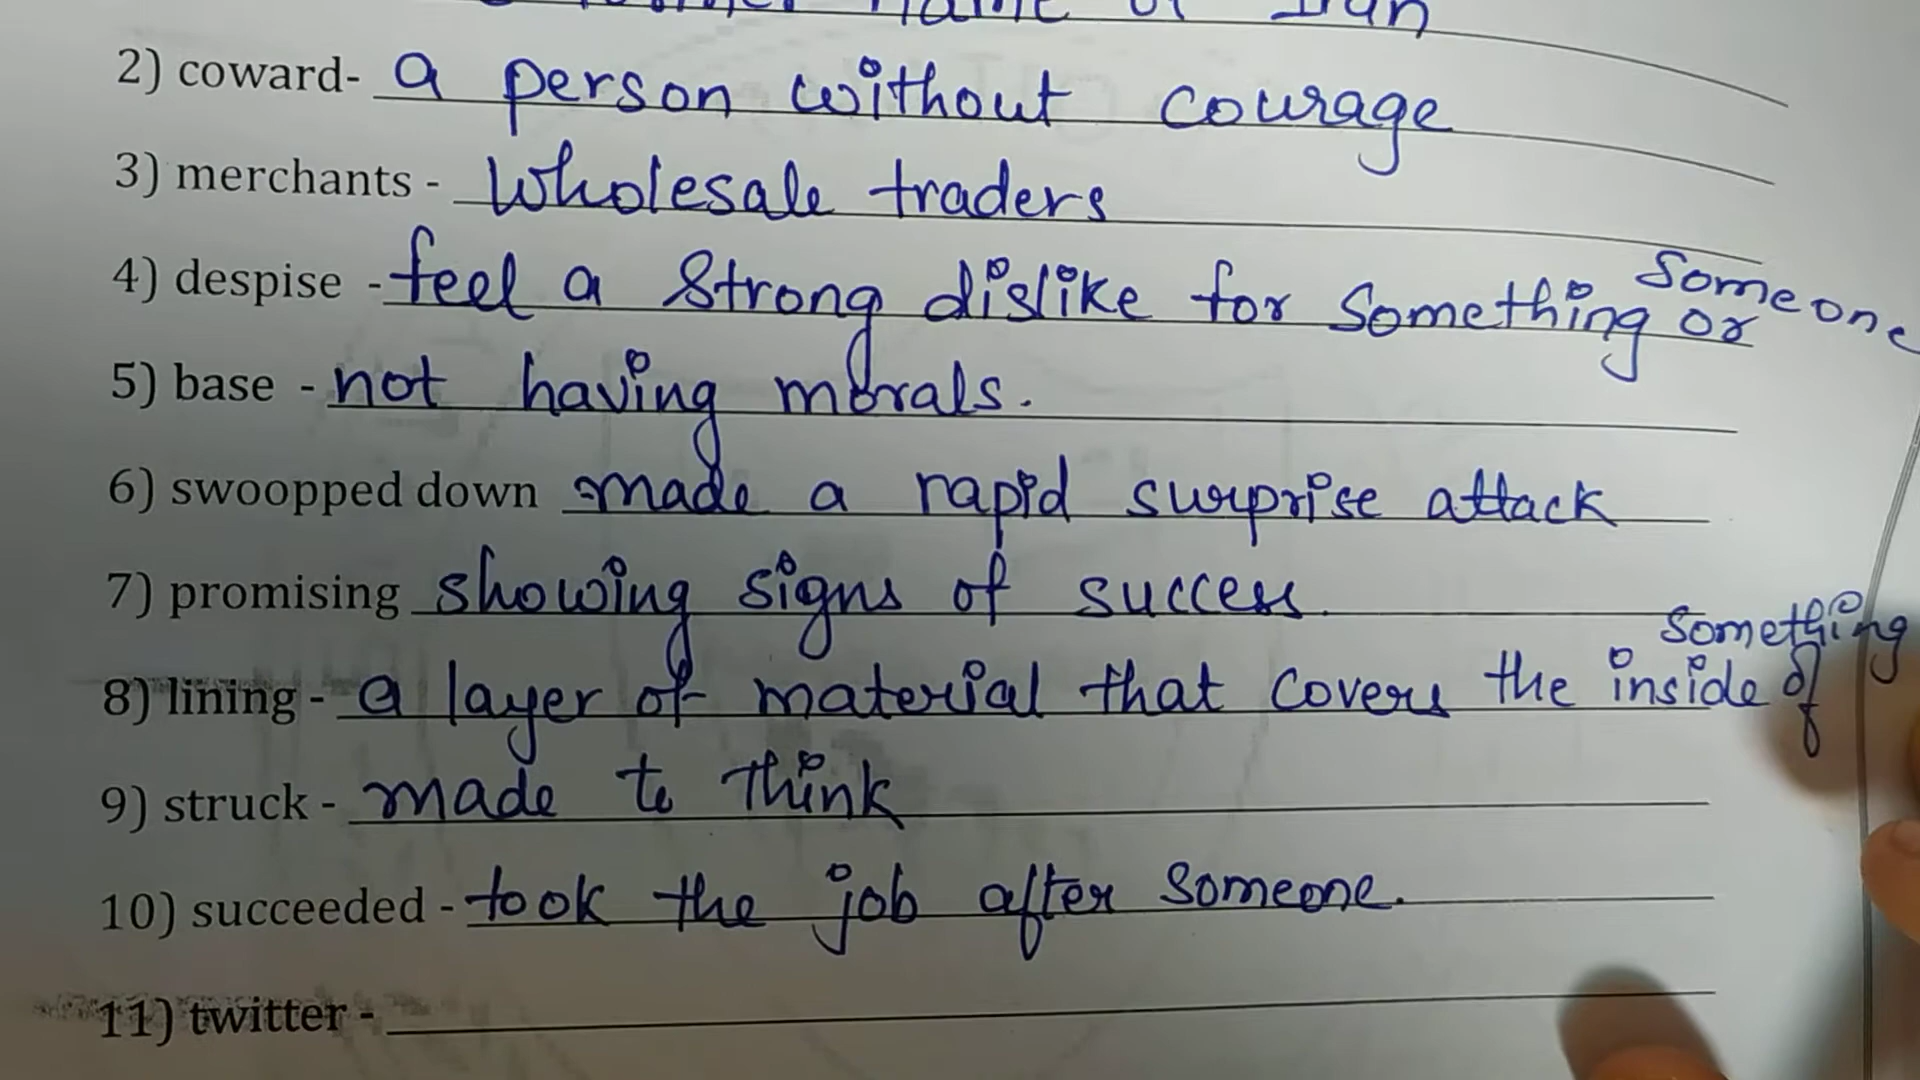 name of Iran
2) coward- a person without courage
3) merchants - Wholesale traders
4) despise - feel a strong dislike for something or someone
5) base - not having morals.
6) swoopped down made a rapid surprise attack
7) promising showing signs of success
8) lining - a layer of material that covers the inside of something
9) struck - made to think
10) succeeded - took the job after someone.
11) twitter -